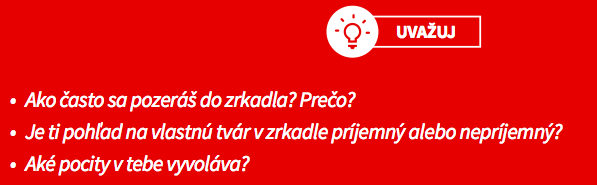 UVAŽUJ
• Ako často sa pozeráš do zrkadla? Prečo?
• Je ti pohľad na vlastnú tvár v zrkadle príjemný alebo nepríjemný?
• Aké pocity v tebe vyvoláva?